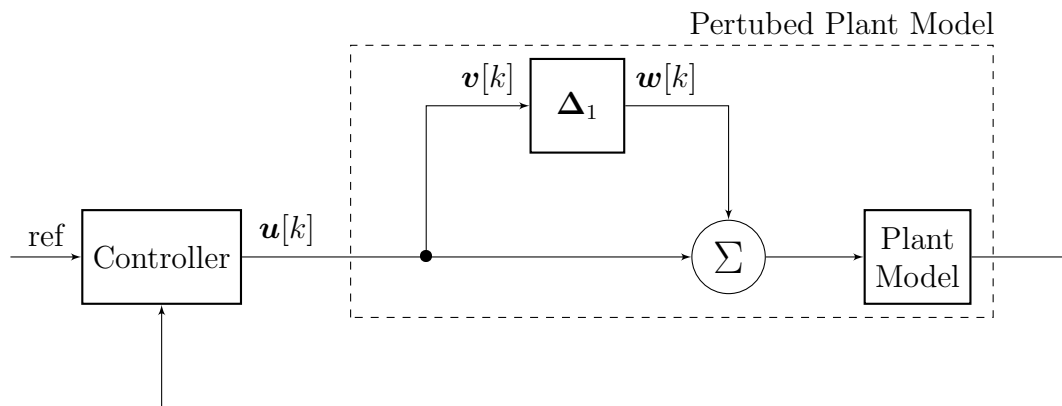 Pertubed Plant Model
v[k]
Δ₁
w[k]
ref
Controller
u[k]
Σ
Plant
Model